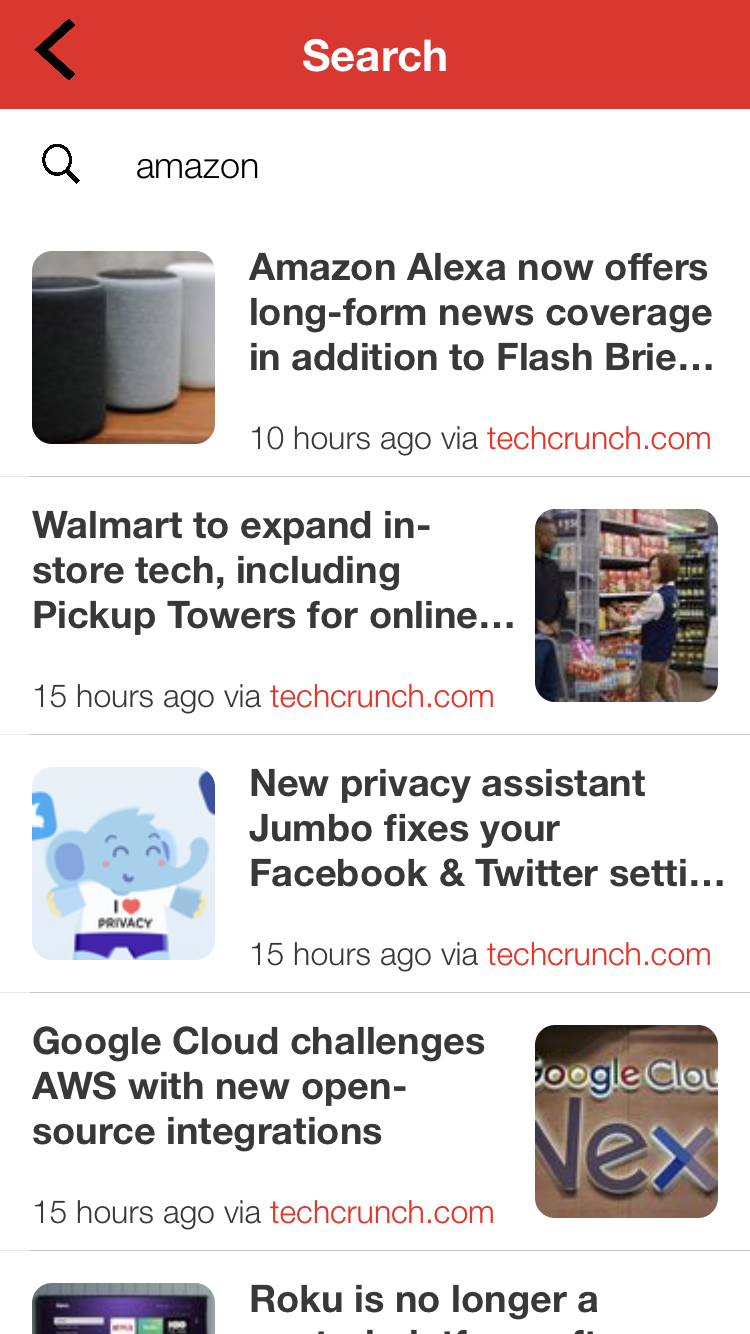 Search
amazon
Amazon Alexa now offers
long-form news coverage
in addition to Flash Brie...
10 hours ago via techcrunch.com
Walmart to expand in-
store tech, including
Pickup Towers for online...
15 hours ago via techcrunch.com
New privacy assistant
Jumbo fixes your
Facebook & Twitter setti...
15 hours ago via techcrunch.com
I ❤
PRIVACY
Google Cloud challenges
AWS with new open-
source integrations
15 hours ago via techcrunch.com
Google Clou
Nex
Roku is no longer a